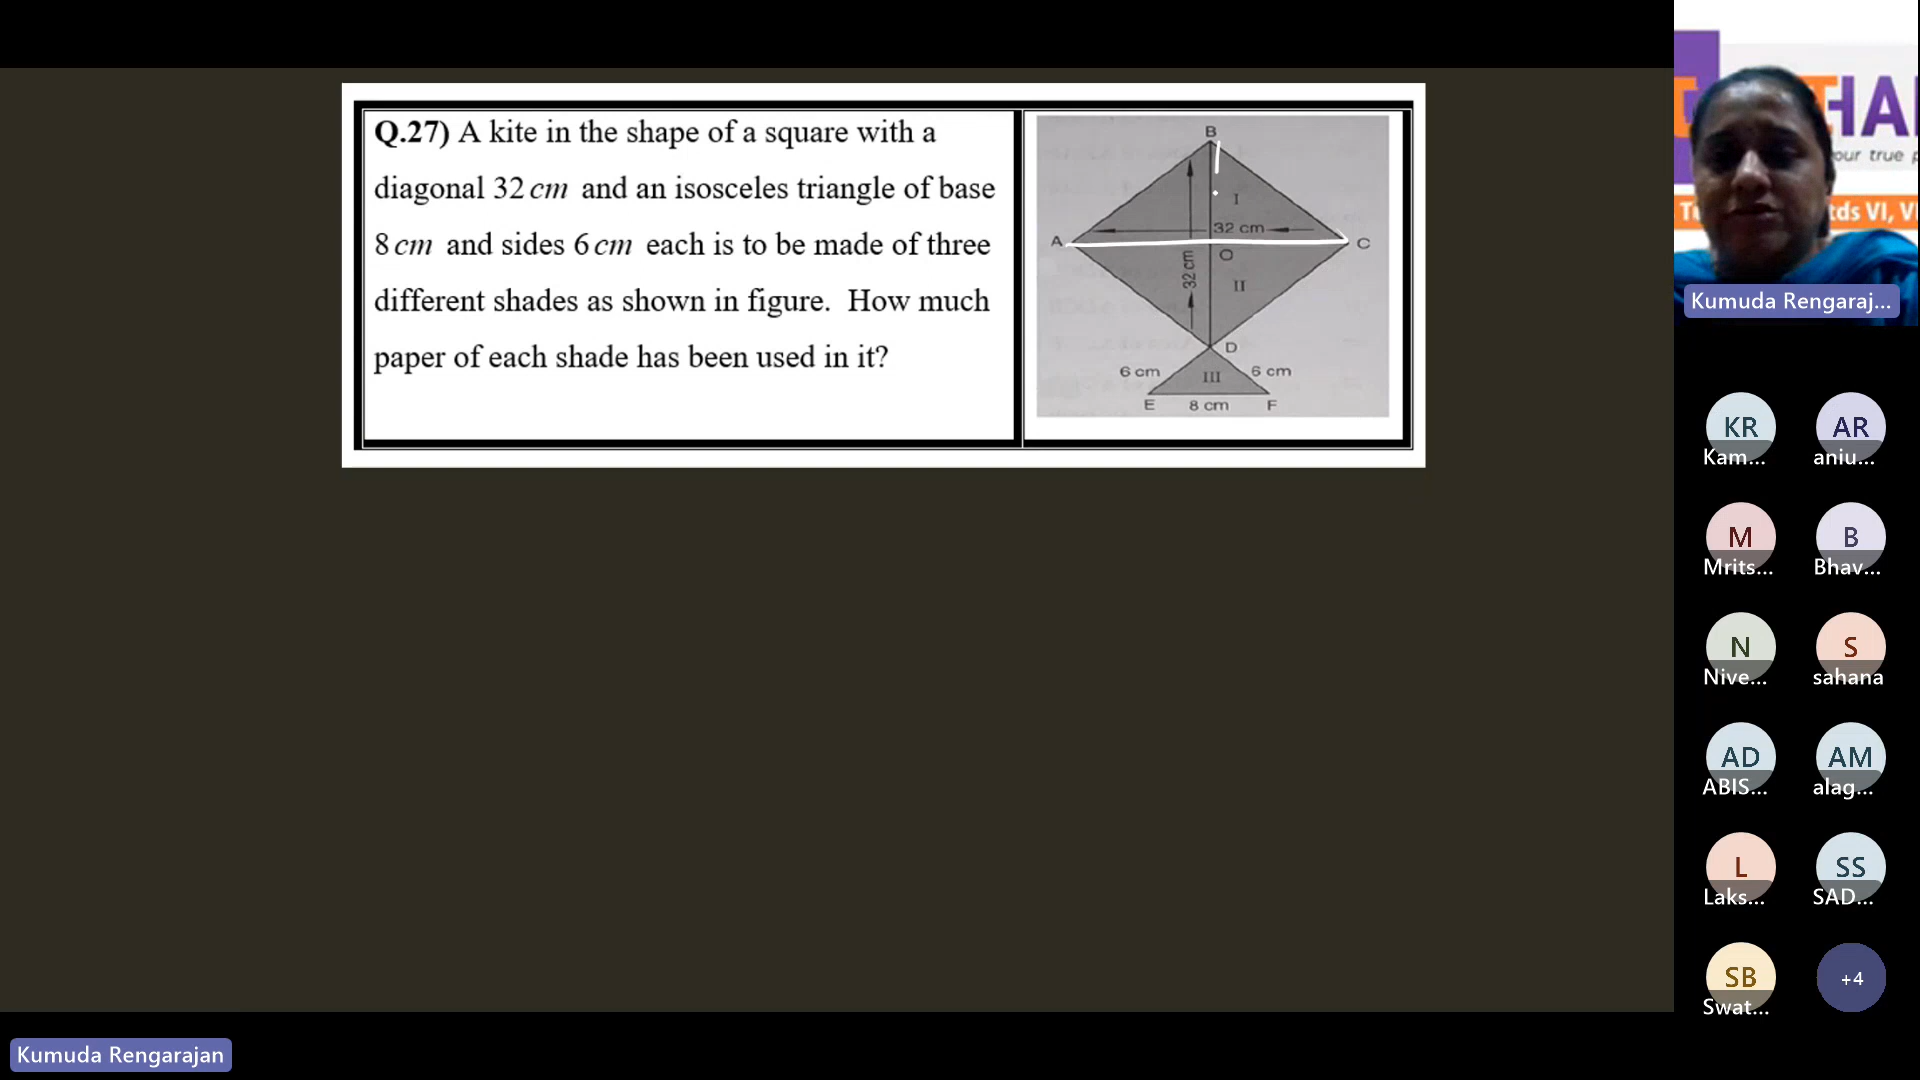 Q.27) A kite in the shape of a square with a
diagonal 32 cm and an isosceles triangle of base
8 cm and sides 6 cm each is to be made of three
different shades as shown in figure. How much
paper of each shade has been used in it?
B
I
32 cm
A
C
O
32 cm
II
D
6 cm
III
6 cm
E
8 cm
F
HA
our true p
Tu
tds VI, V
Kumuda Rengaraj...
KR
AR
Kam...
aniu...
M
B
Mrits...
Bhav...
N
S
Nive...
sahana
AD
AM
ABIS...
alag...
L
SS
Laks...
SAD...
SB
+4
Swat...
Kumuda Rengarajan